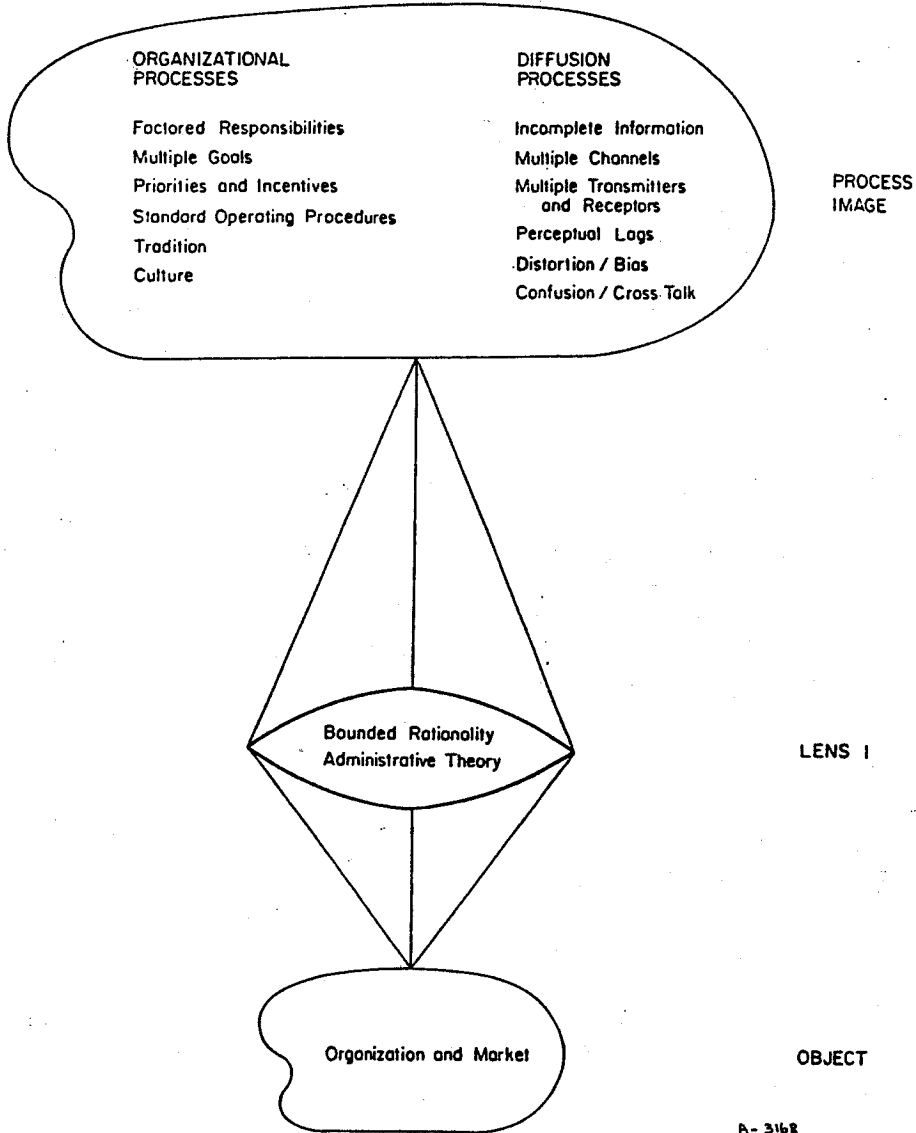 ORGANIZATIONAL
PROCESSES
Factored Responsibilities
Multiple Goals
Priorities and Incentives
Standard Operating Procedures
Tradition
Culture
DIFFUSION
PROCESSES
Incomplete Information
Multiple Channels
Multiple Transmitters
and Receptors
Perceptual Lags
Distortion / Bias
Confusion / Cross Talk
PROCESS
IMAGE
Bounded Rationality
Administrative Theory
LENS I
Organization and Market
OBJECT
A-3168